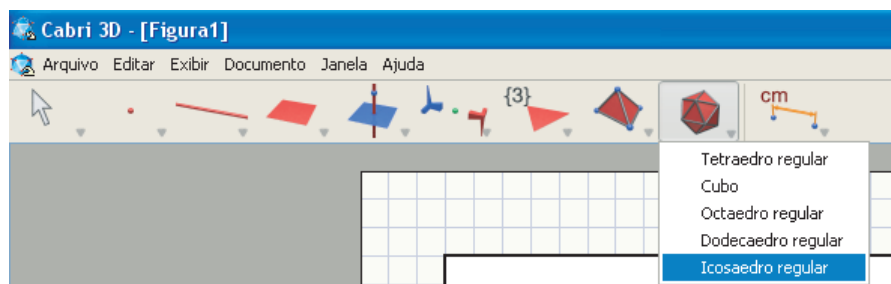 Cabri 3D - [Figura1]
Arquivo Editar Exibir Documento Janela Ajuda
{3}
cm
Tetraedro regular
Cubo
Octaedro regular
Dodecaedro regular
Icosaedro regular